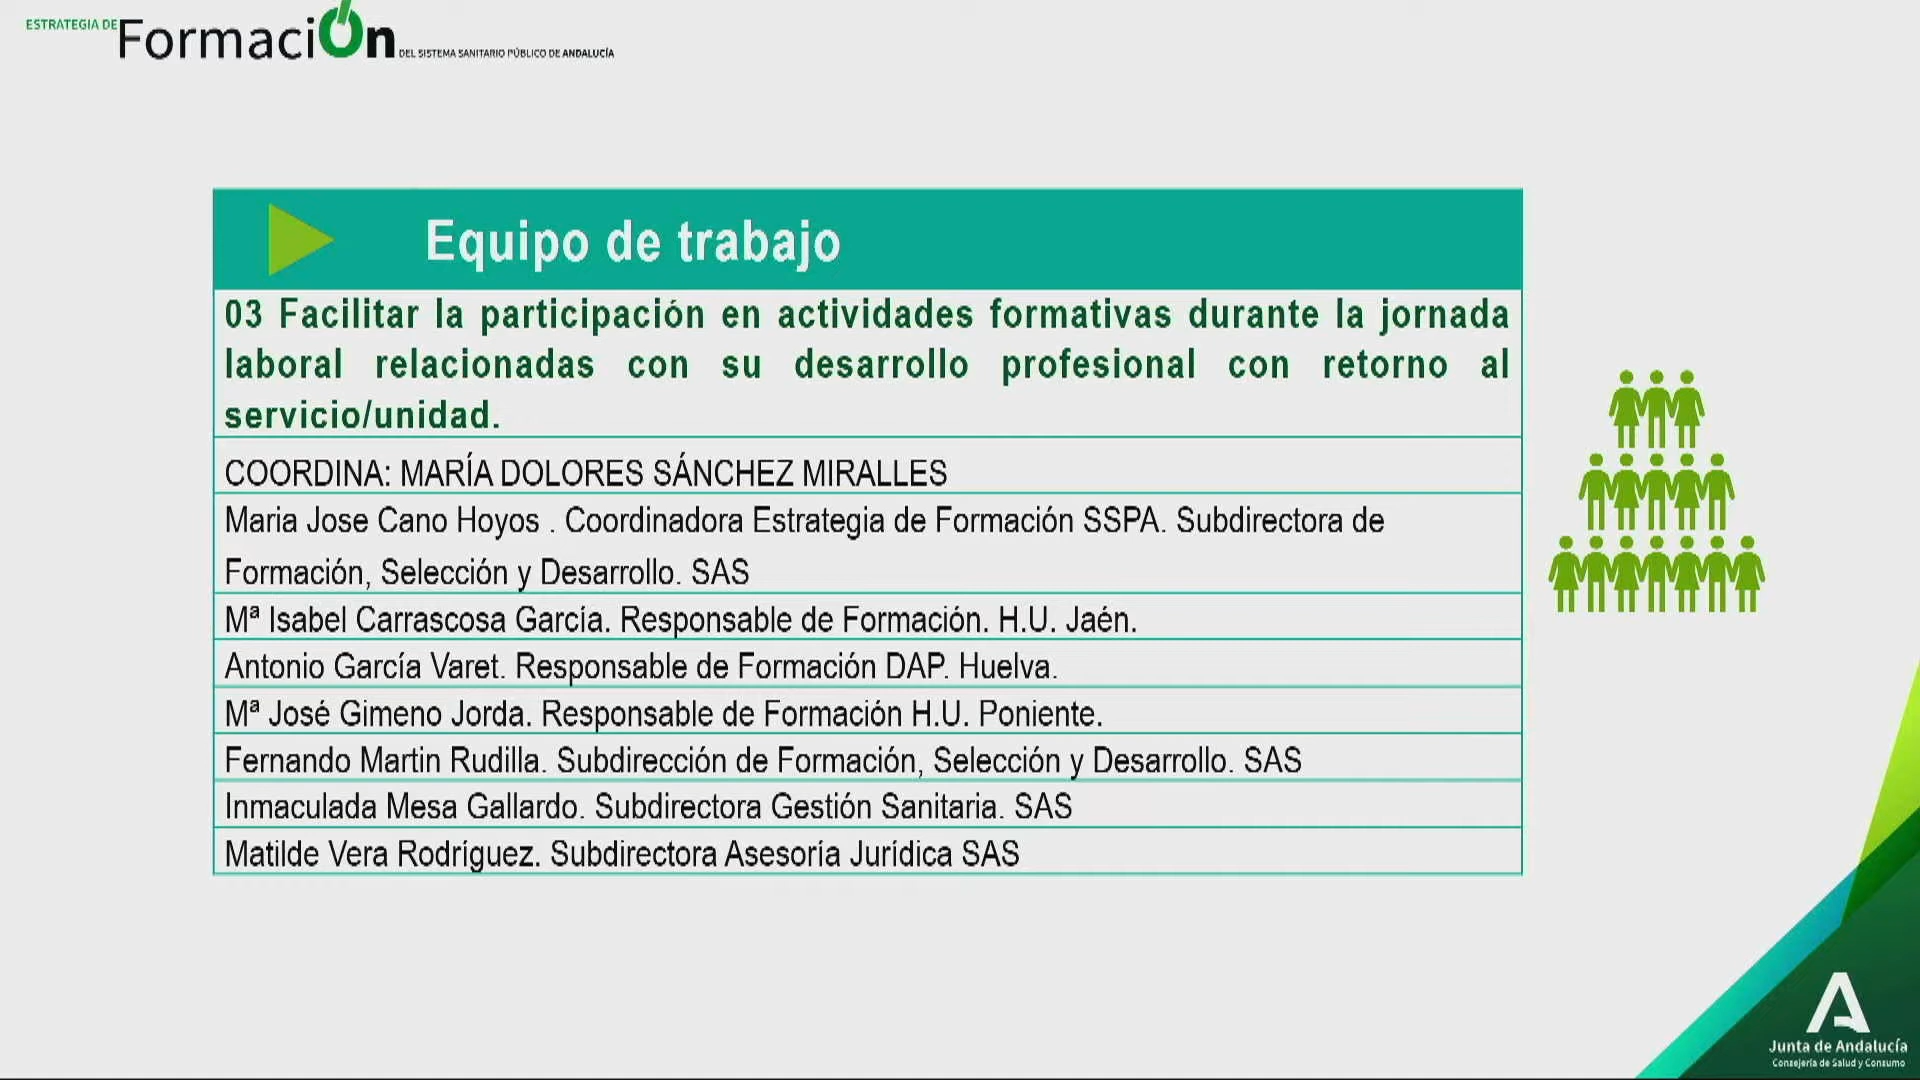 ESTRATEGIA DE
Formación
DEL SISTEMA SANITARIO PÚBLICO DE ANDALUCÍA
Equipo de trabajo
03 Facilitar la participación en actividades formativas durante la jornada
laboral relacionadas con su desarrollo profesional con retorno al
servicio/unidad.
COORDINA: MARÍA DOLORES SÁNCHEZ MIRALLES
Maria Jose Cano Hoyos . Coordinadora Estrategia de Formación SSPA. Subdirectora de
Formación, Selección y Desarrollo. SAS
Mª Isabel Carrascosa García. Responsable de Formación. H.U. Jaén.
Antonio García Varet. Responsable de Formación DAP. Huelva.
Mª José Gimeno Jorda. Responsable de Formación H.U. Poniente.
Fernando Martin Rudilla. Subdirección de Formación, Selección y Desarrollo. SAS
Inmaculada Mesa Gallardo. Subdirectora Gestión Sanitaria. SAS
Matilde Vera Rodríguez. Subdirectora Asesoría Jurídica SAS
Junta de Andalucía
Consejería de Salud y Consumo